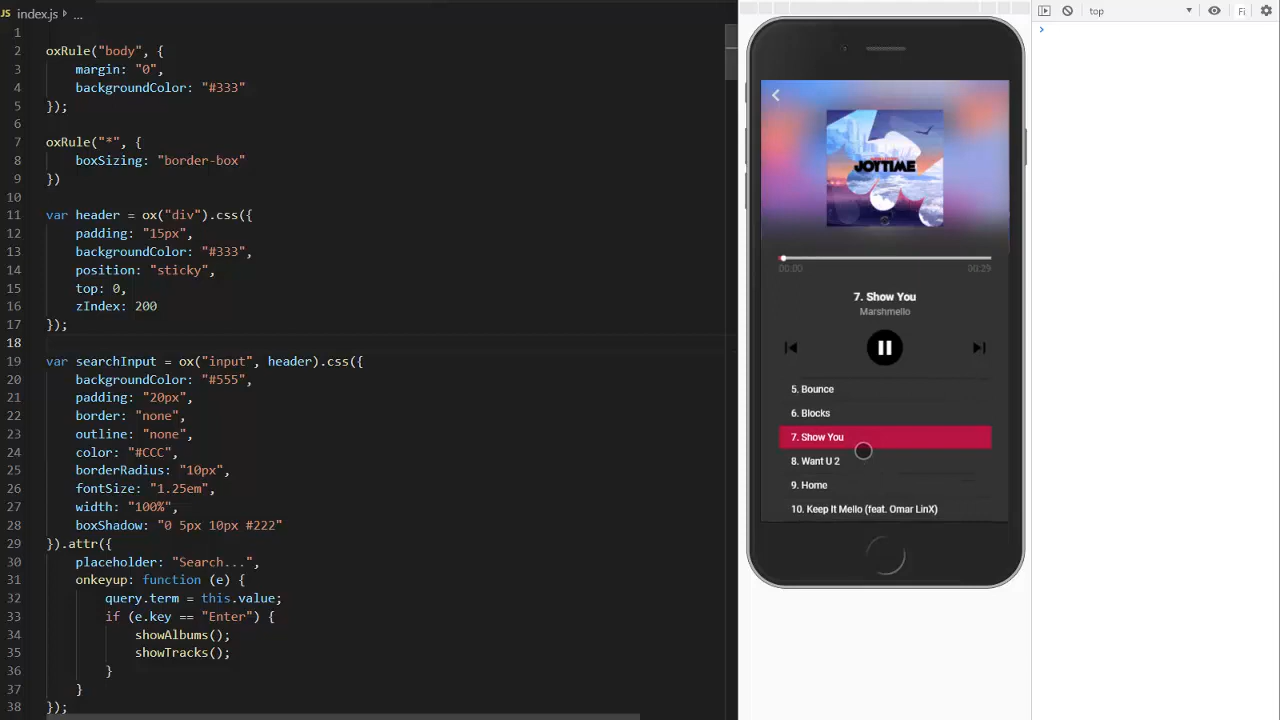 JS index.js > ...
1
2 oxRule("body", {
3 margin: "0",
4 backgroundColor: "#333"
5 });
6
7 oxRule("*", {
8 boxSizing: "border-box"
9 })
10
11 var header = ox("div").css({
12 padding: "15px",
13 backgroundColor: "#333",
14 position: "sticky",
15 top: 0,
16 zIndex: 200
17 });
18
19 var searchInput = ox("input", header).css({
20 backgroundColor: "#555",
21 padding: "20px",
22 border: "none",
23 outline: "none",
24 color: "#CCC",
25 borderRadius: "10px",
26 fontSize: "1.25em",
27 width: "100%",
28 boxShadow: "0 5px 10px #222"
29 }).attr({
30 placeholder: "Search...",
31 onkeyup: function (e) {
32 query.term = this.value;
33 if (e.key == "Enter") {
34 showAlbums();
35 showTracks();
36 }
37 }
38 });
JOYTIME
00:00 00:29
7. Show You
Marshmello
5. Bounce
6. Blocks
7. Show You
8. Want U 2
9. Home
10. Keep It Mello (feat. Omar LinX)
top
Fi